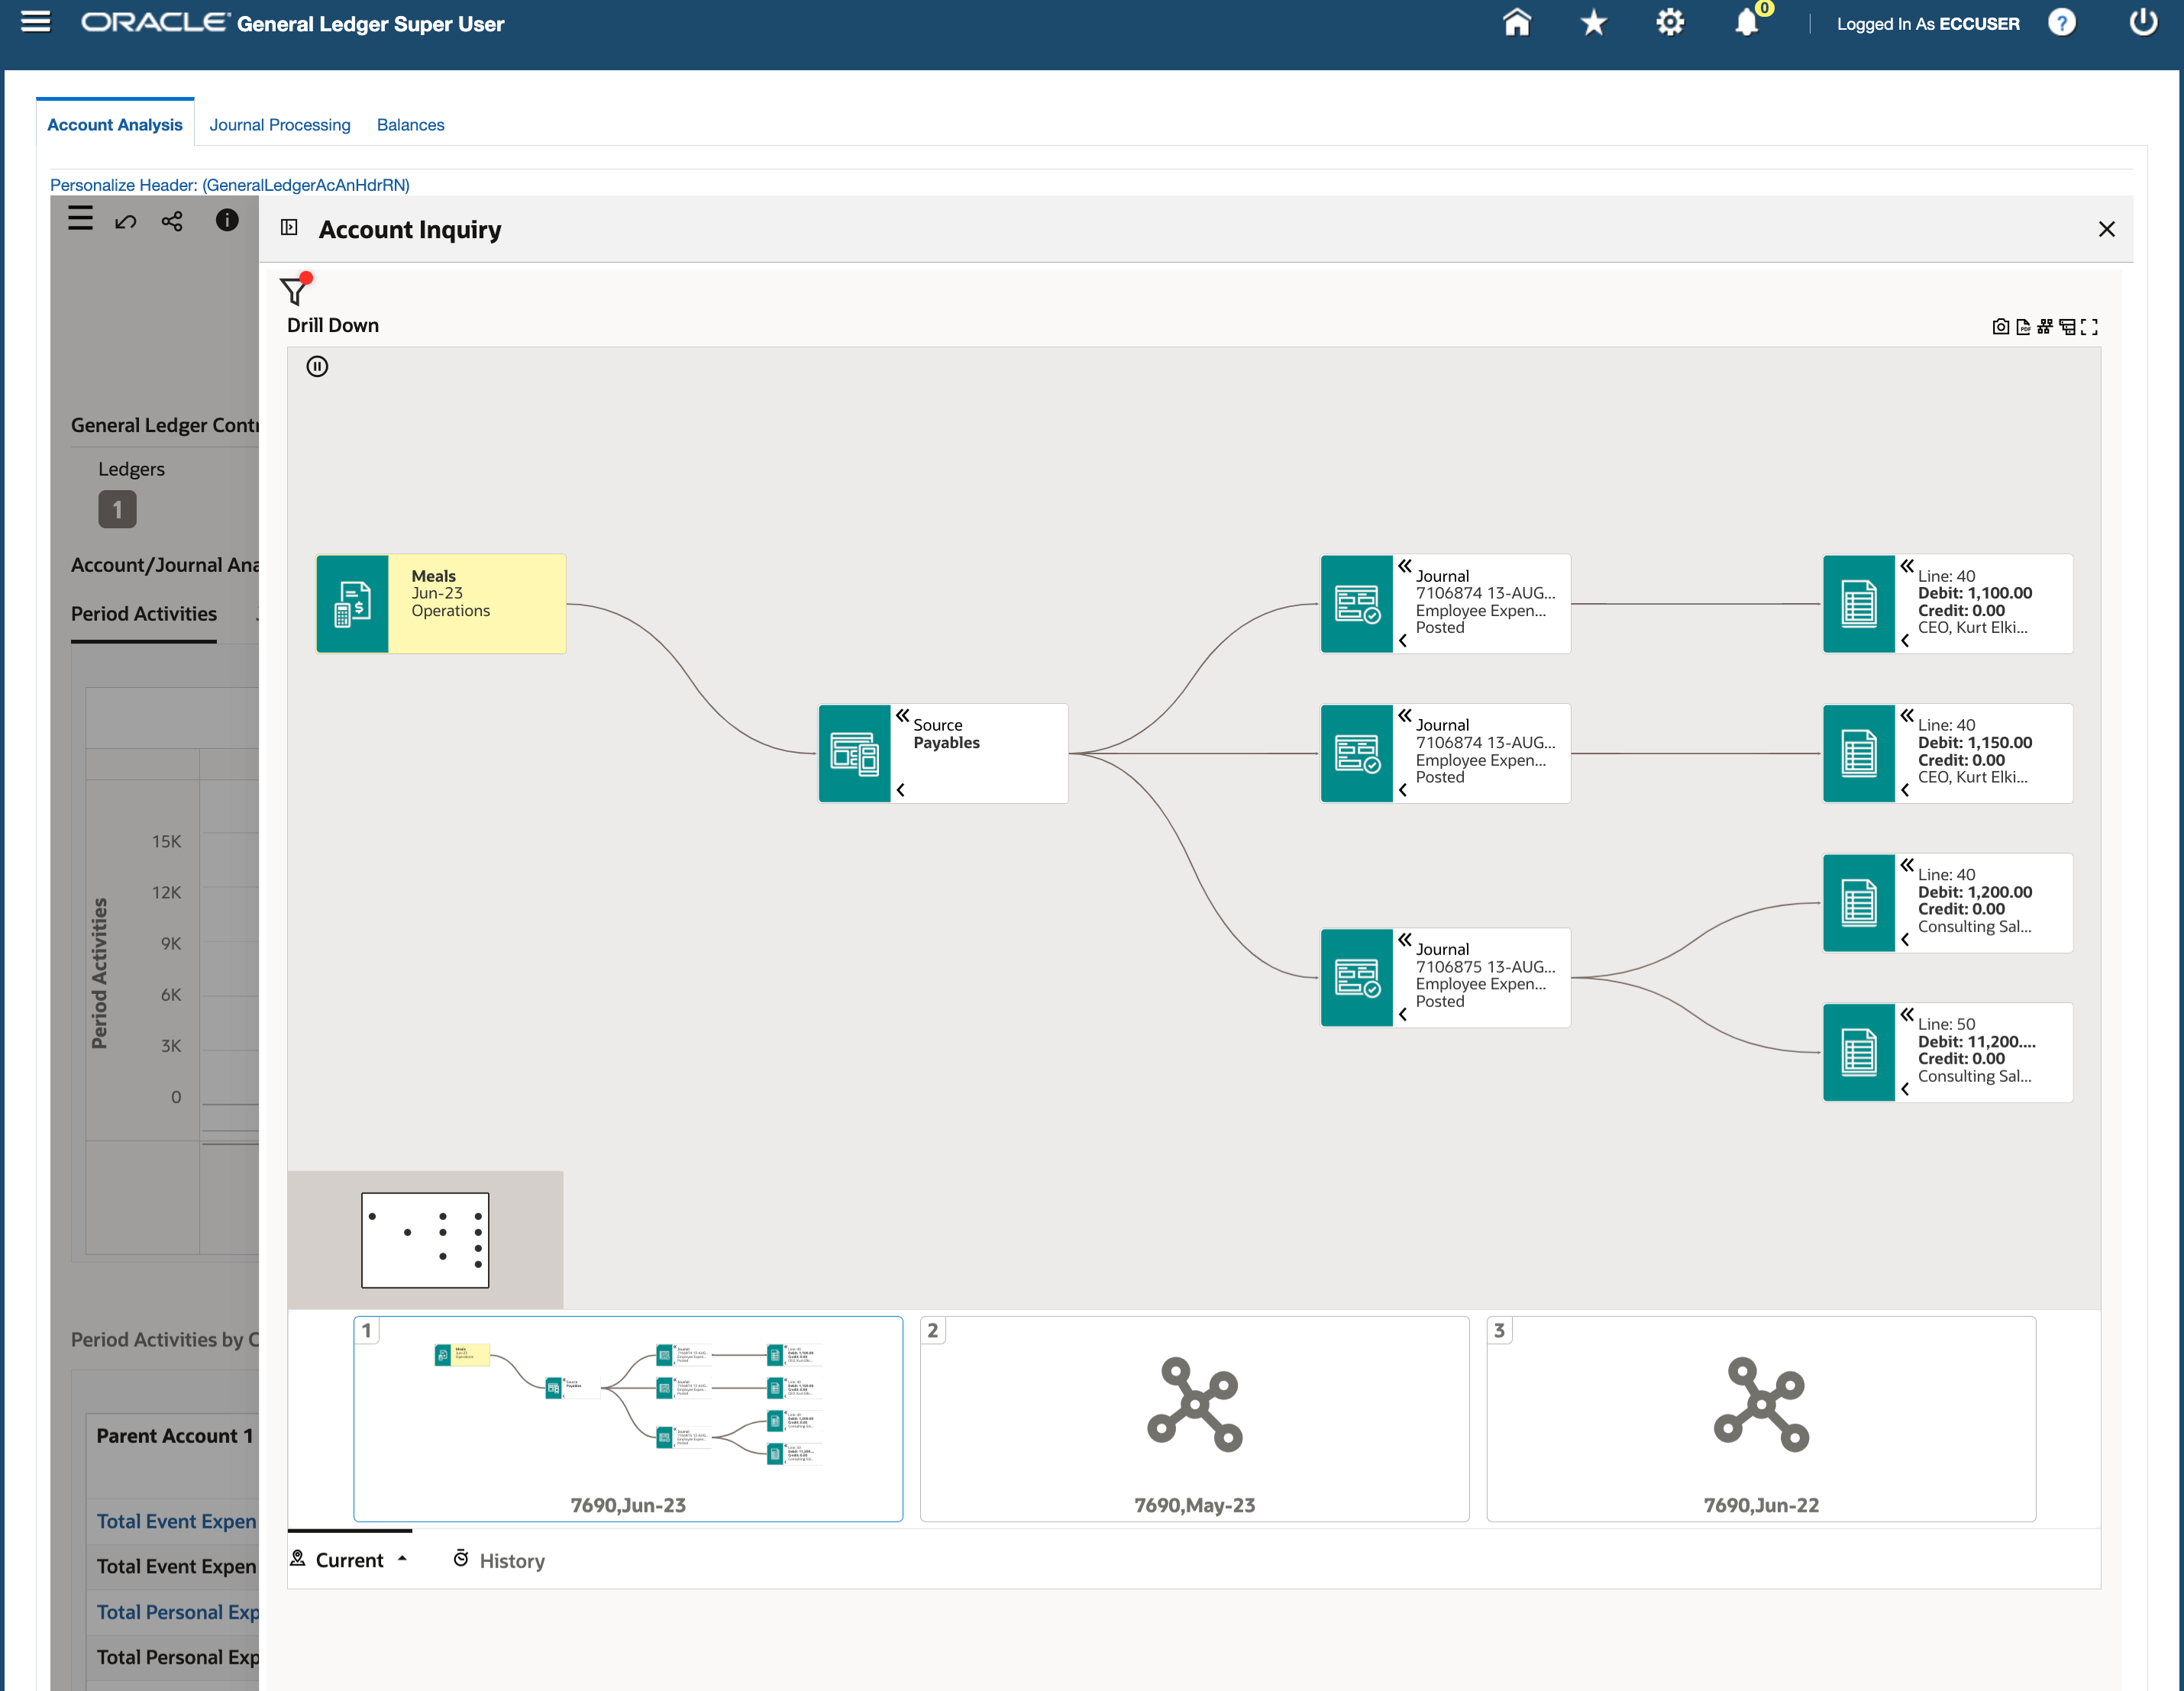 ORACLE General Ledger Super User
0
Logged In As ECCUSER
?
Account Analysis
Journal Processing
Balances
Personalize Header: (GeneralLedgerAcAnHdrRN)
Account Inquiry
Drill Down
PDF
General Ledger Contr
Ledgers
1
Account/Journal Ana
Period Activities
Period Activities
15K
12K
9K
6K
3K
0
Period Activities by C
Parent Account 1
Total Event Expen
Total Event Expen
Total Personal Exp
Total Personal Exp
Meals
Jun-23
Operations
Source
Payables
Journal
7106874 13-AUG...
Employee Expen...
Posted
Journal
7106874 13-AUG...
Employee Expen...
Posted
Journal
7106875 13-AUG...
Employee Expen...
Posted
Line: 40
Debit: 1,100.00
Credit: 0.00
CEO, Kurt Elki...
Line: 40
Debit: 1,150.00
Credit: 0.00
CEO, Kurt Elki...
Line: 40
Debit: 1,200.00
Credit: 0.00
Consulting Sal...
Line: 50
Debit: 11,200....
Credit: 0.00
Consulting Sal...
1
7690,Jun-23
2
7690,May-23
3
7690,Jun-22
Current
History